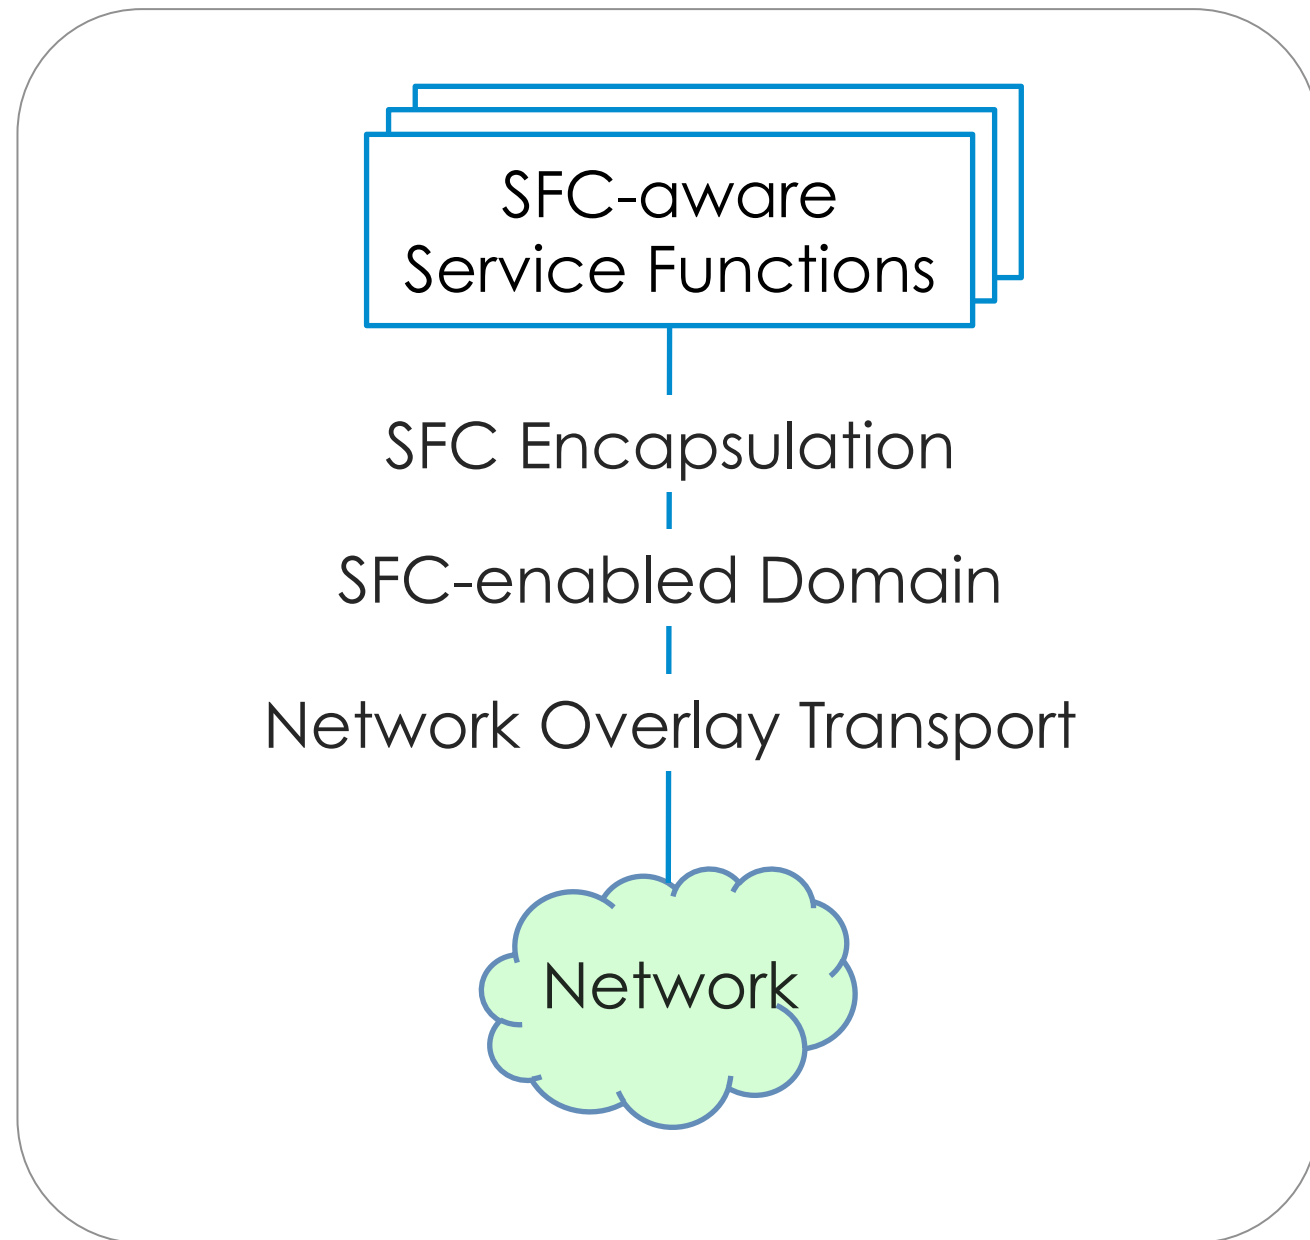 SFC-aware
Service Functions
SFC Encapsulation
SFC-enabled Domain
Network Overlay Transport
Network